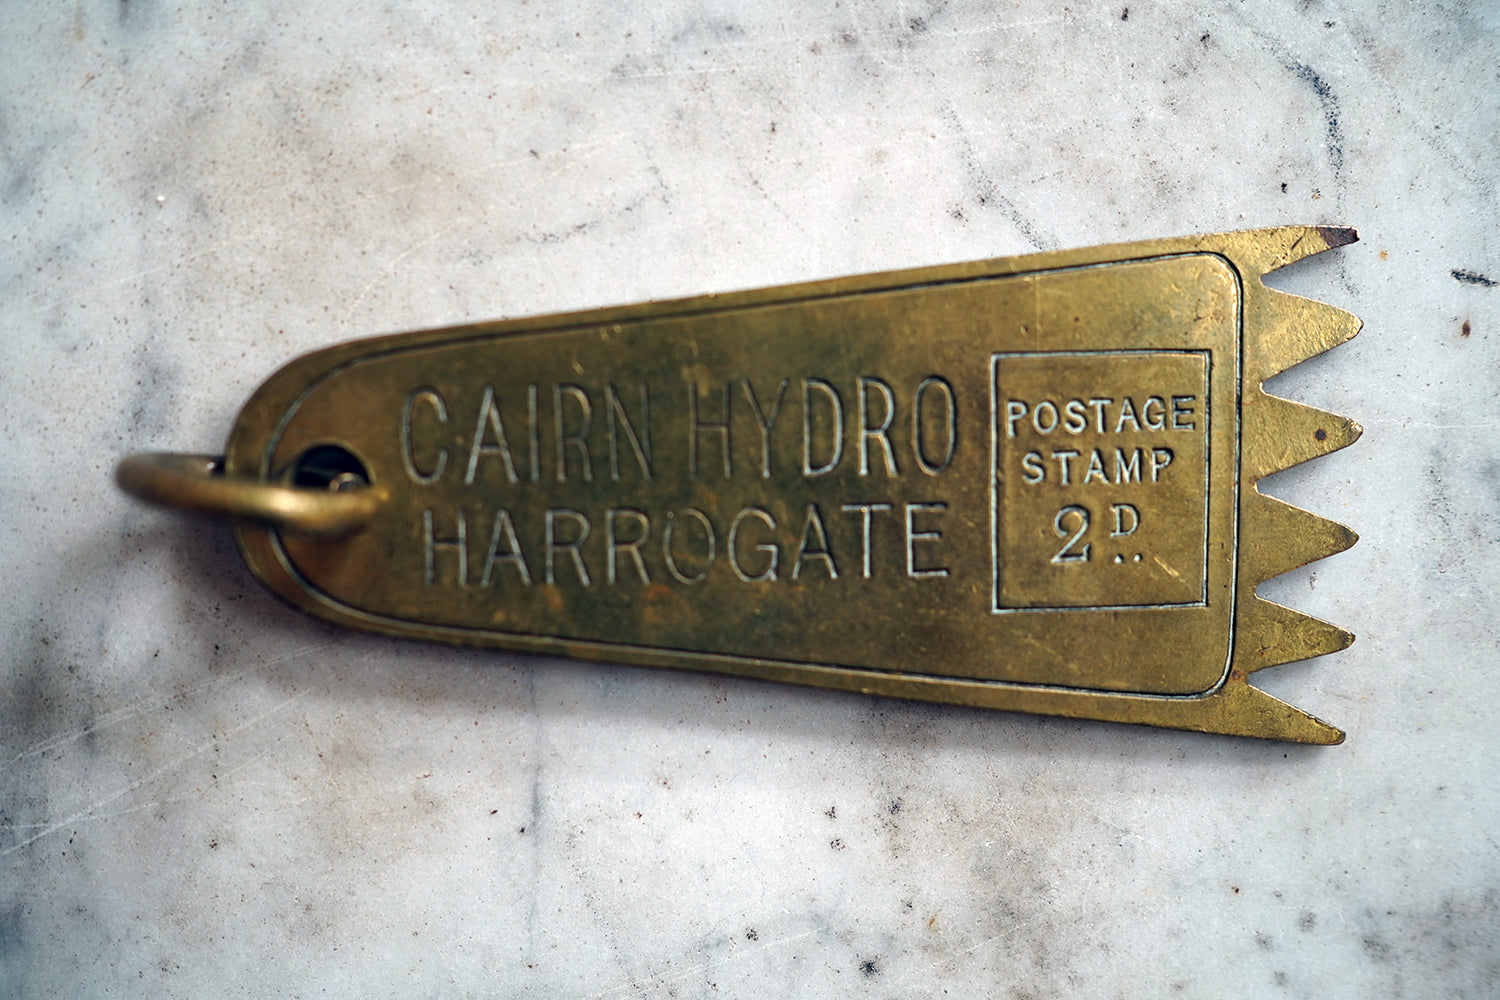 CAIRN HYDRO
HARROGATE
POSTAGE
STAMP
2D